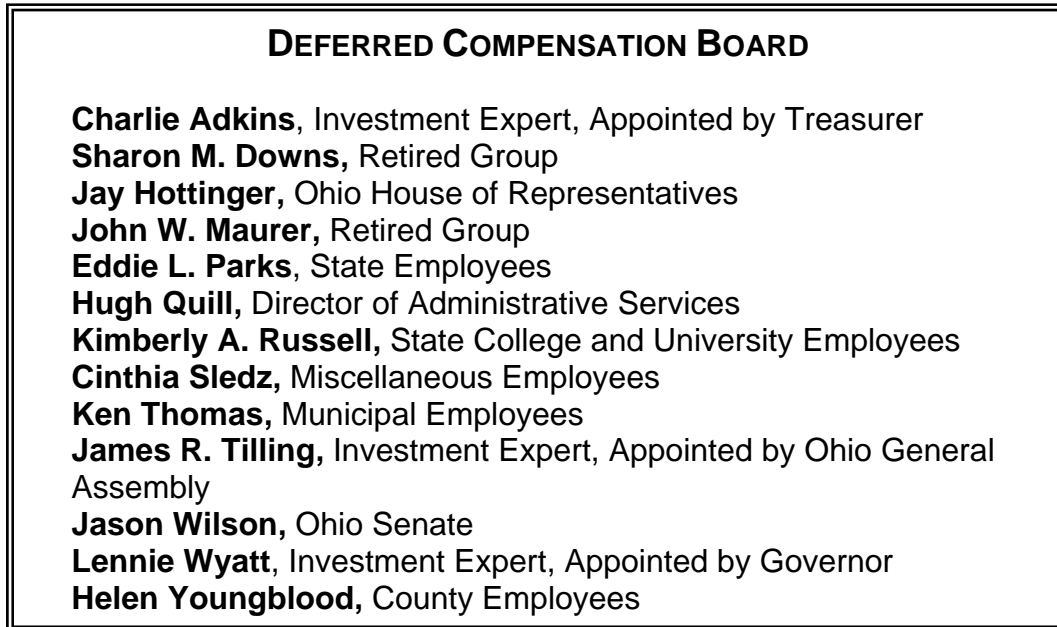 DEFERRED COMPENSATION BOARD
Charlie Adkins, Investment Expert, Appointed by Treasurer
Sharon M. Downs, Retired Group
Jay Hottinger, Ohio House of Representatives
John W. Maurer, Retired Group
Eddie L. Parks, State Employees
Hugh Quill, Director of Administrative Services
Kimberly A. Russell, State College and University Employees
Cinthia Sledz, Miscellaneous Employees
Ken Thomas, Municipal Employees
James R. Tilling, Investment Expert, Appointed by Ohio General
Assembly
Jason Wilson, Ohio Senate
Lennie Wyatt, Investment Expert, Appointed by Governor
Helen Youngblood, County Employees